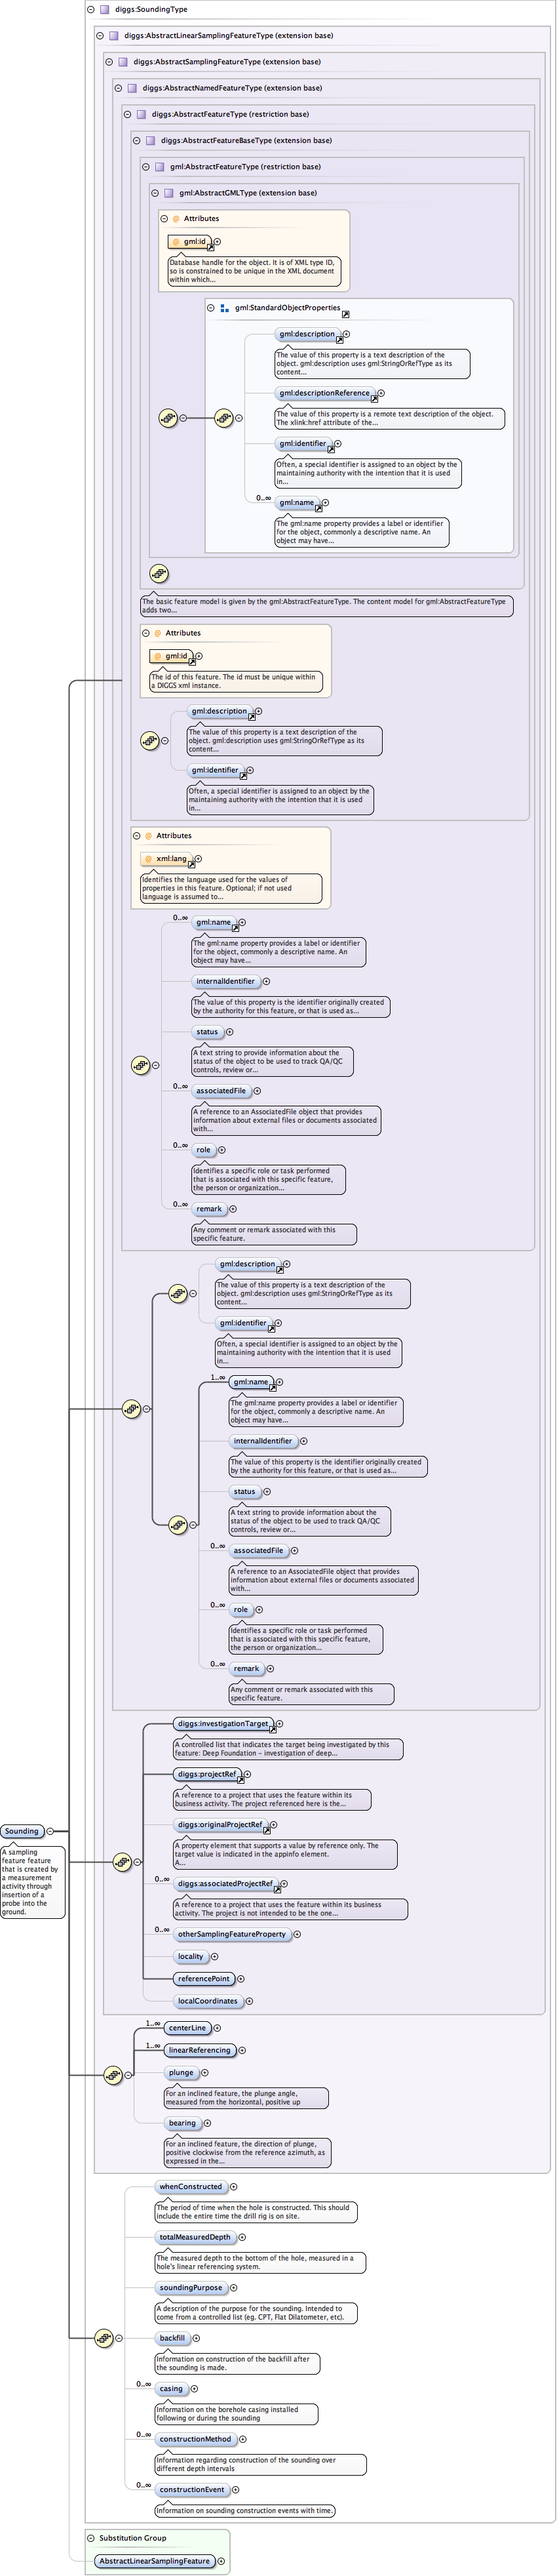 diggs:SoundingType
diggs:AbstractLinearSamplingFeatureType (extension base)
diggs:AbstractSamplingFeatureType (extension base)
diggs:AbstractNamedFeatureType (extension base)
diggs:AbstractFeatureType (restriction base)
diggs:AbstractFeatureBaseType (extension base)
gml:AbstractFeatureType (restriction base)
gml:AbstractGMLType (extension base)
@ Attributes
@ gml:id
Database handle for the object. It is of XML type ID,
so is constrained to be unique in the XML document
within which...
gml:StandardObjectProperties
gml:description
The value of this property is a text description of the
object. gml:description uses gml:StringOrRefType as its
content...
gml:descriptionReference
The value of this property is a remote text description of the object.
The xlink:href attribute of the...
gml:identifier
Often, a special identifier is assigned to an object by the
maintaining authority with the intention that it is used
in...
0..∞
gml:name
The gml:name property provides a label or identifier
for the object, commonly a descriptive name. An
object may have...
The basic feature model is given by the gml:AbstractFeatureType. The content model for gml:AbstractFeatureType
adds two...
@ Attributes
@ gml:id
The id of this feature. The id must be unique within
a DIGGS xml instance.
gml:description
The value of this property is a text description of the
object. gml:description uses gml:StringOrRefType as its
content...
gml:identifier
Often, a special identifier is assigned to an object by the
maintaining authority with the intention that it is used
in...
@ Attributes
@ xml:lang
Identifies the language used for the values of
properties in this feature. Optional; if not used
language is assumed to...
0..∞
gml:name
The gml:name property provides a label or identifier
for the object, commonly a descriptive name. An
object may have...
internalIdentifier
The value of this property is the identifier originally created
by the authority for this feature, or that is used as...
status
A text string to provide information about the
status of the object to be used to track QA/QC
controls, review or...
0..∞
associatedFile
A reference to an AssociatedFile object that provides
information about external files or documents associated
with...
0..∞
role
Identifies a specific role or task performed
that is associated with this specific feature,
the person or organization...
0..∞
remark
Any comment or remark associated with this
specific feature.
gml:description
The value of this property is a text description of the
object. gml:description uses gml:StringOrRefType as its
content...
gml:identifier
Often, a special identifier is assigned to an object by the
maintaining authority with the intention that it is used
in...
1..∞
gml:name
The gml:name property provides a label or identifier
for the object, commonly a descriptive name. An
object may have...
internalIdentifier
The value of this property is the identifier originally created
by the authority for this feature, or that is used as...
status
A text string to provide information about the
status of the object to be used to track QA/QC
controls, review or...
0..∞
associatedFile
A reference to an AssociatedFile object that provides
information about external files or documents associated
with...
0..∞
role
Identifies a specific role or task performed
that is associated with this specific feature,
the person or organization...
0..∞
remark
Any comment or remark associated with this
specific feature.
diggs:investigationTarget
A controlled list that indicates the target being investigated by this
feature: Deep Foundation - investigation of deep...
diggs:projectRef
A reference to a project that uses the feature within its
business activity. The project referenced here is the...
diggs:originalProjectRef
A property element that supports a value by reference only. The
target value is indicated in the appinfo element.
A...
0..∞
diggs:associatedProjectRef
A reference to a project that uses the feature within its business
activity. The project is not intended to be the one...
0..∞
otherSamplingFeatureProperty
locality
referencePoint
localCoordinates
Sounding
A sampling
feature feature
that is created by
a measurement
activity through
insertion of a
probe into the
ground.
1..∞
centerLine
1..∞
linearReferencing
plunge
For an inclined feature, the plunge angle,
measured from the horizontal, positive up
bearing
For an inclined feature, the direction of plunge,
positive clockwise from the reference azimuth, as
expressed in the...
whenConstructed
The period of time when the hole is constructed. This should
include the entire time the drill rig is on site.
totalMeasuredDepth
The measured depth to the bottom of the hole, measured in a
hole's linear referencing system.
soundingPurpose
A description of the purpose for the sounding. Intended to
come from a controlled list (eg. CPT, Flat Dilatometer, etc).
backfill
Information on construction of the backfill after
the sounding is made.
0..∞
casing
Information on the borehole casing installed
following or during the sounding
0..∞
constructionMethod
Information regarding construction of the sounding over
different depth intervals
0..∞
constructionEvent
Information on sounding construction events with time.
Substitution Group
AbstractLinearSamplingFeature